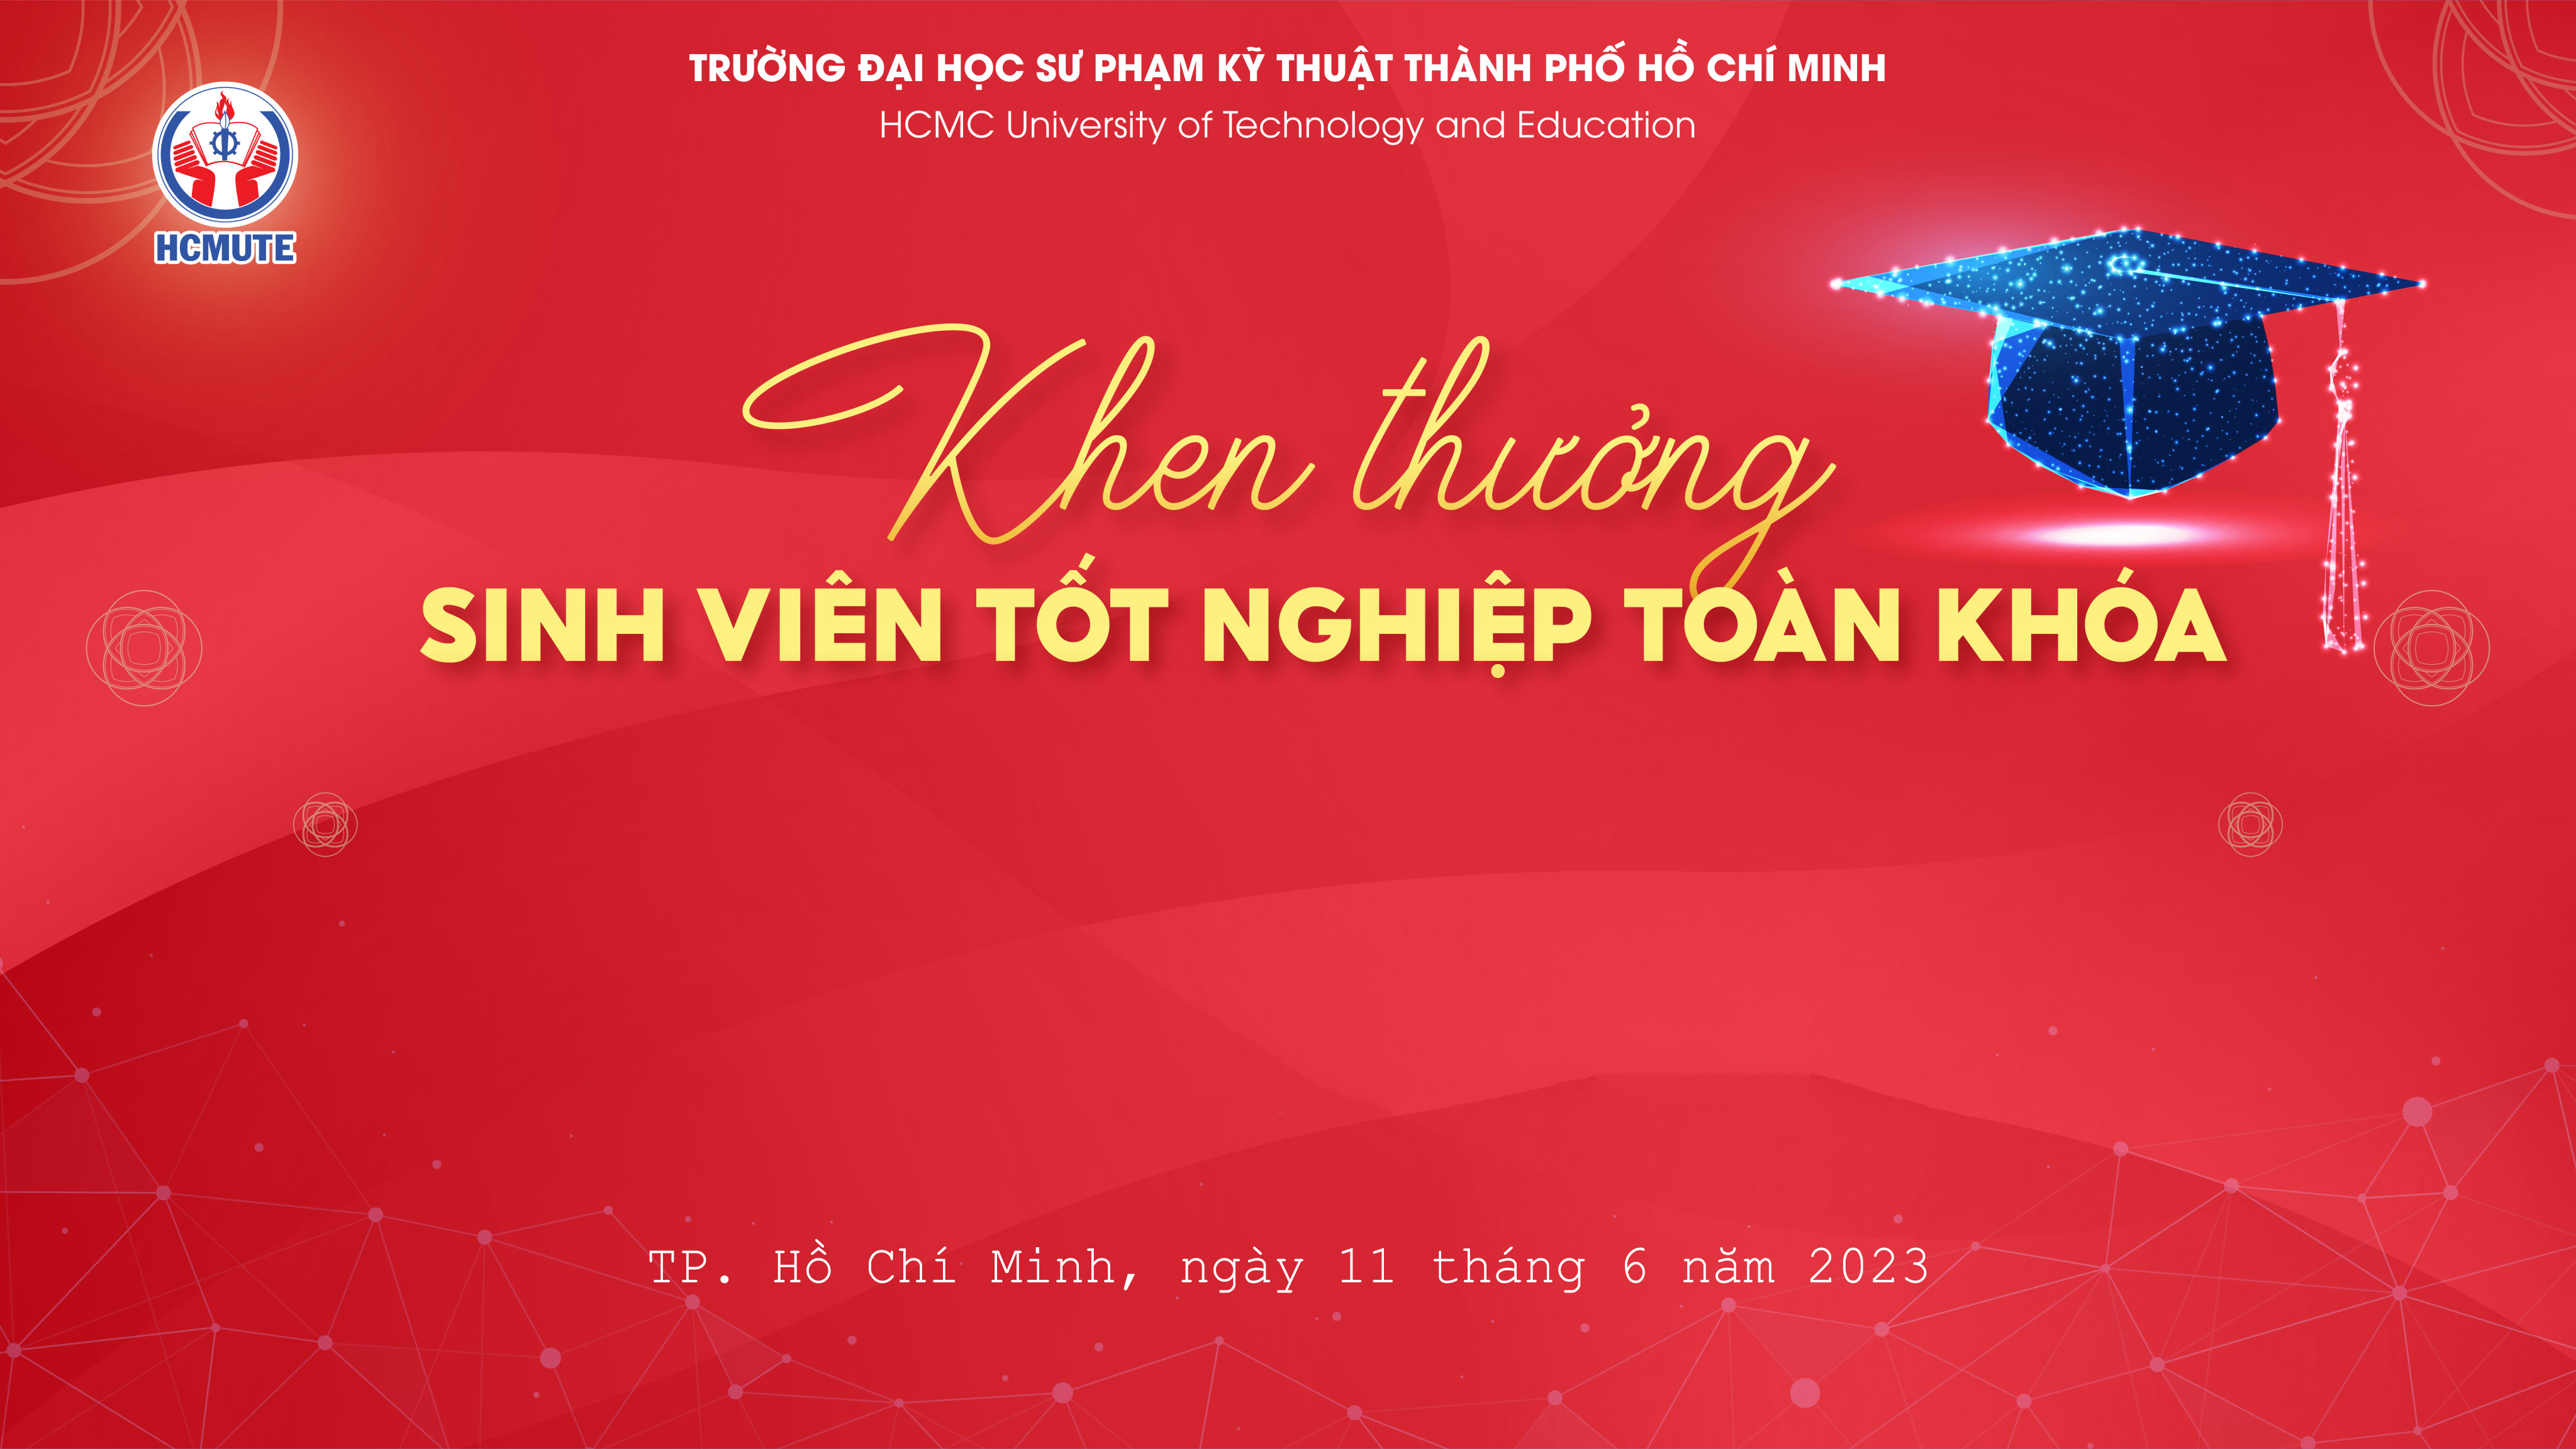 TRƯỜNG ĐẠI HỌC SƯ PHẠM KỸ THUẬT THÀNH PHỐ HỒ CHÍ MINH
HCMC University of Technology and Education
HCMUTE
Khen thưởng
SINH VIÊN TỐT NGHIỆP TOÀN KHÓA
TP. Hồ Chí Minh, ngày 11 tháng 6 năm 2023